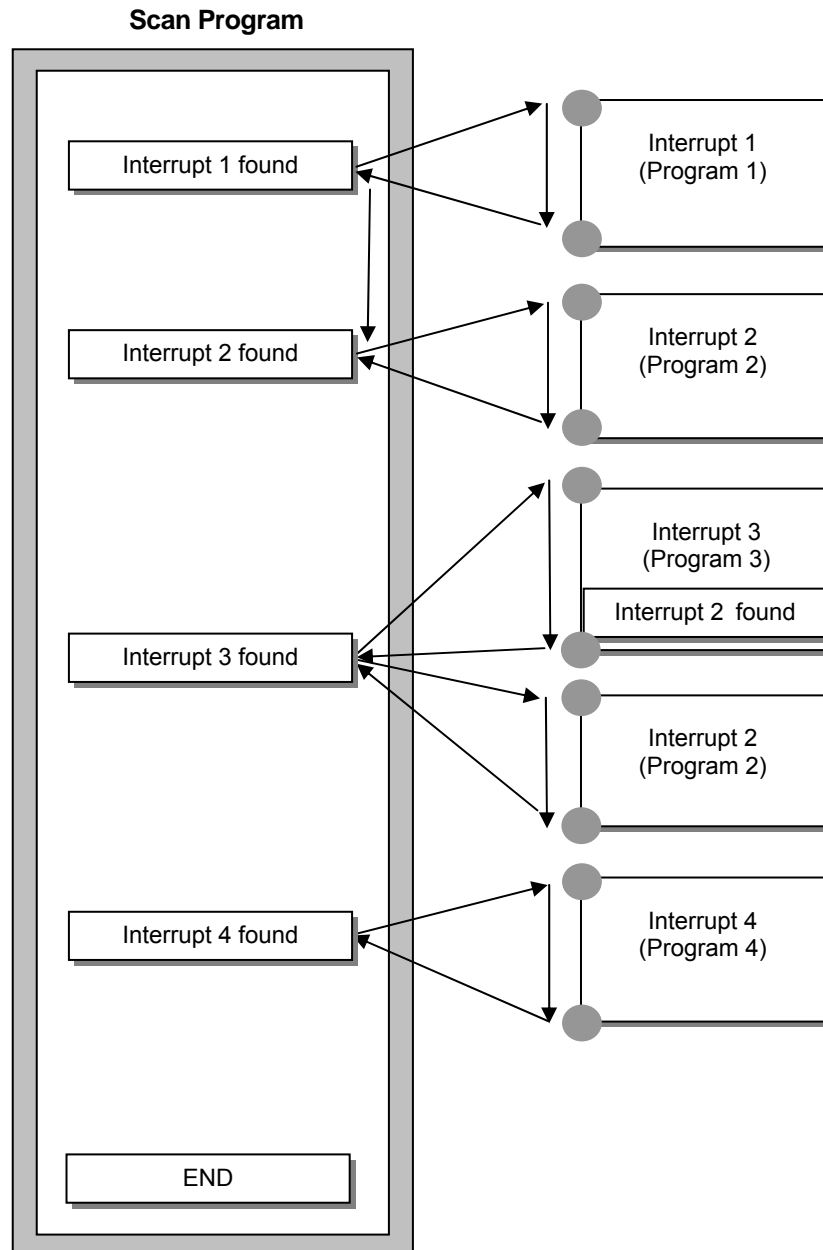 Scan Program
Interrupt 1 found
Interrupt 1
(Program 1)
Interrupt 2 found
Interrupt 2
(Program 2)
Interrupt 3
(Program 3)
Interrupt 2 found
Interrupt 3 found
Interrupt 2
(Program 2)
Interrupt 4 found
Interrupt 4
(Program 4)
END